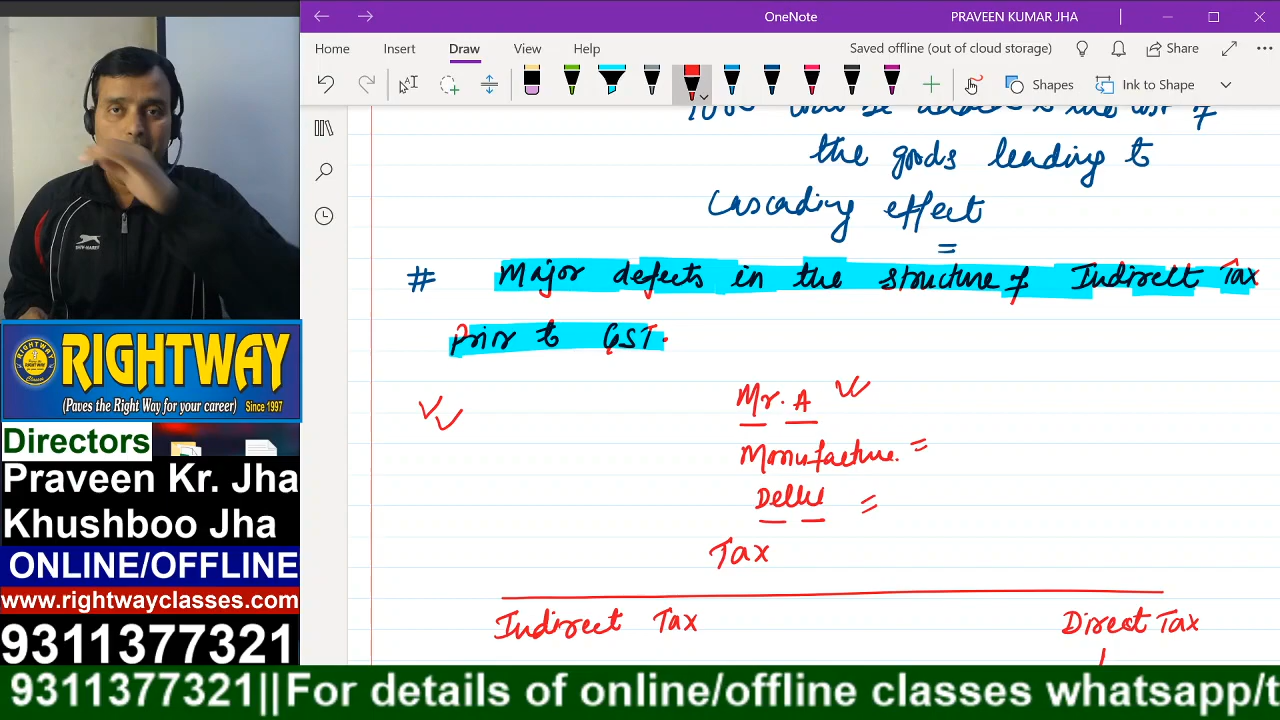 OneNote
PRAVEEN KUMAR JHA
Home Insert Draw View Help
Saved offline (out of cloud storage)
Share
Shapes
Ink to Shape
the goods leading to
Cascading effect
# Major defects in the structure of Indirect Tax
Prior to GST.
Mr. A
Manufacture.
Delhi
Tax
Indirect Tax
Direct Tax
RIGHTWAY
(Paves the Right Way for your career) Since 1997
Directors
Praveen Kr. Jha
Khushboo Jha
ONLINE/OFFLINE
www.rightwayclasses.com
9311377321
9311377321||For details of online/offline classes whatsapp/t